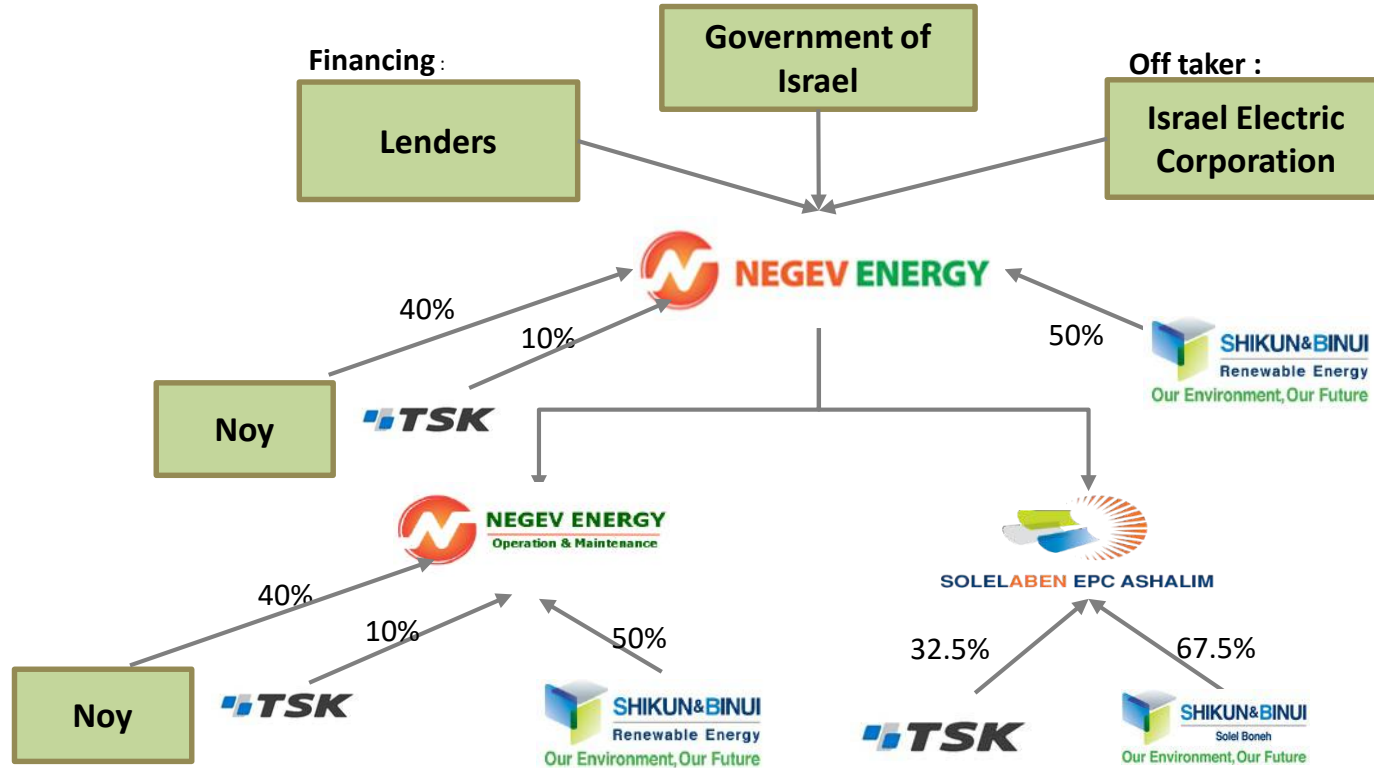 Government of
Israel
Financing :
Lenders
Off taker :
Israel Electric
Corporation
NEGEV ENERGY
40%
10%
50%
SHIKUN&BINUI
Renewable Energy
Our Environment, Our Future
Noy
TSK
NEGEV ENERGY
Operation & Maintenance
SOLELABEN EPC ASHALIM
40%
10%
50%
32.5%
67.5%
Noy
TSK
SHIKUN&BINUI
Renewable Energy
Our Environment, Our Future
TSK
SHIKUN&BINUI
Solel Boneh
Our Environment, Our Future